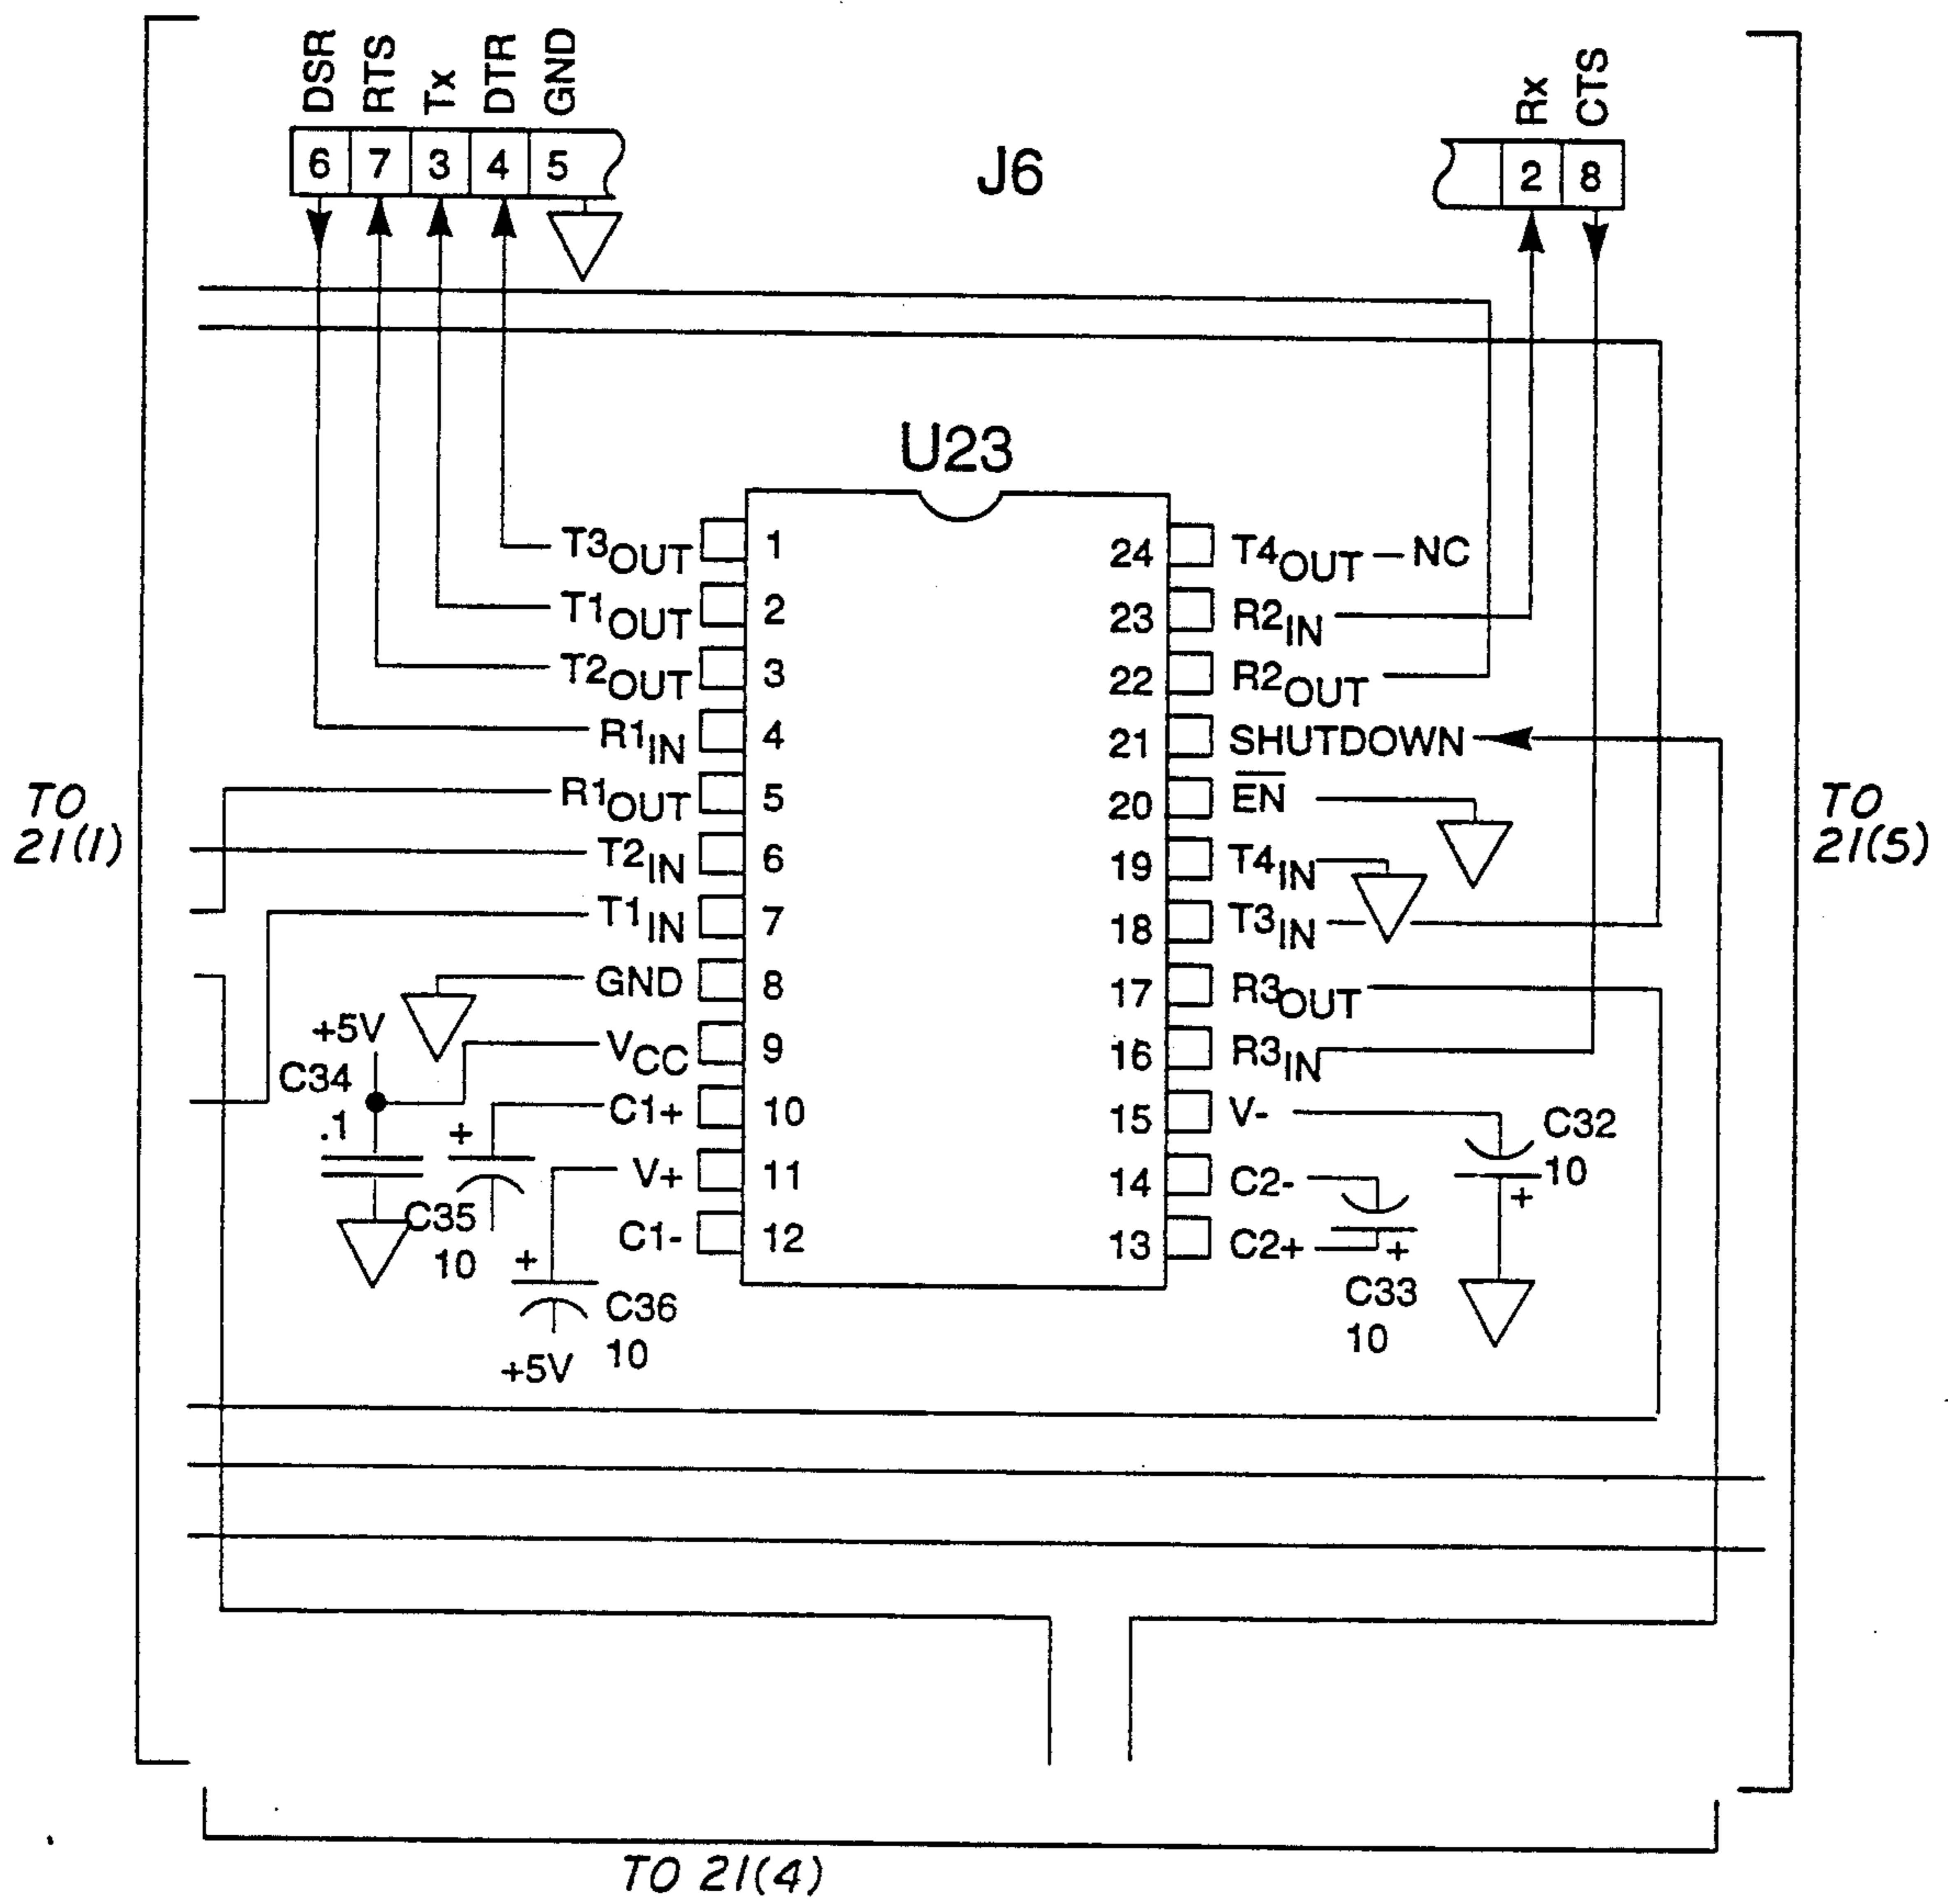 DSR
RTS
Tx
DTR
GND
6 7 3 4 5
J6
Rx
CTS
2 8
U23
T3OUT 1
T1OUT 2
T2OUT 3
R1IN 4
R1OUT 5
T2IN 6
T1IN 7
GND 8
VCC 9
C1+ 10
V+ 11
C1- 12
24 T4OUT – NC
23 R2IN
22 R2OUT
21 SHUTDOWN
20 EN
19 T4IN
18 T3IN
17 R3OUT
16 R3IN
15 V-
14 C2-
13 C2+
+5V
C34
.1
+
C35
10
+
C36
10
+5V
C32
10
+
+
C33
10
TO
21(1)
TO
21(5)
TO 21(4)